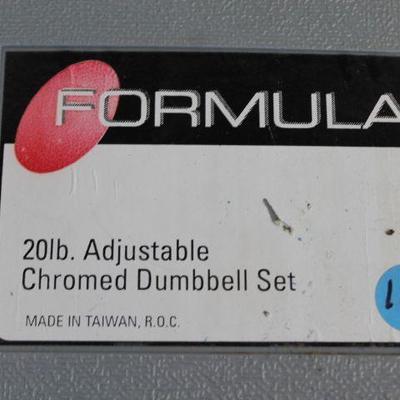 FORMULA
20lb. Adjustable
Chromed Dumbbell Set
MADE IN TAIWAN, R.O.C.